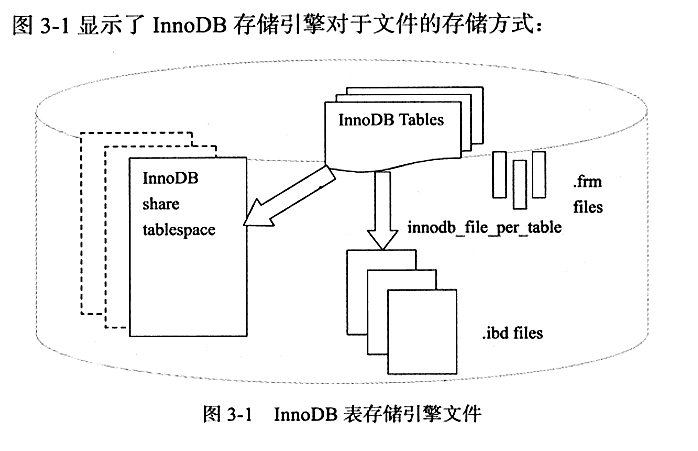 图 3-1 显示了 InnoDB 存储引擎对于文件的存储方式：
InnoDB Tables
InnoDB
share
tablespace
.frm
files
innodb_file_per_table
.ibd files
图 3-1 InnoDB 表存储引擎文件